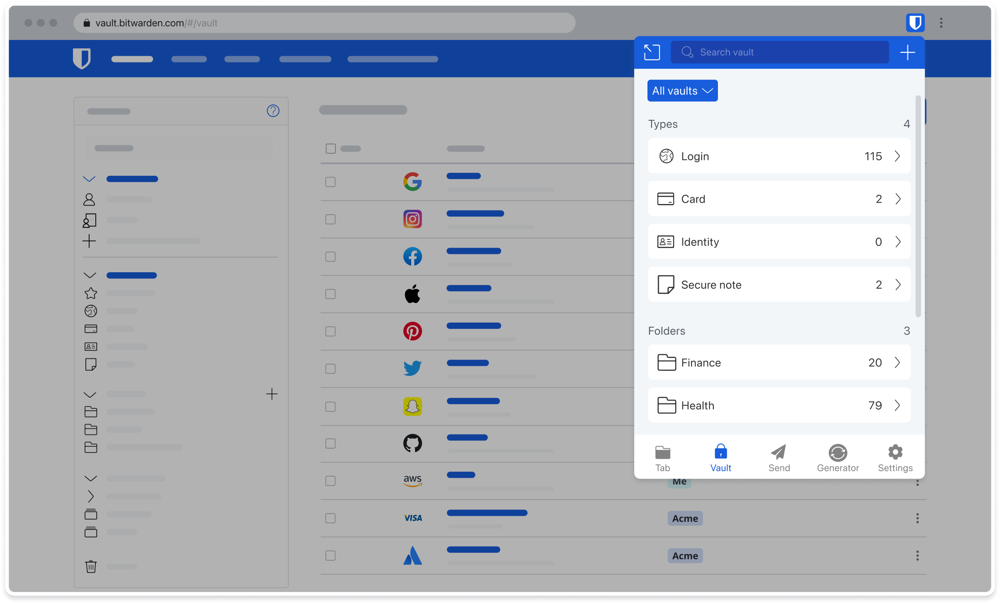 vault.bitwarden.com/#/vault
Search vault
All vaults
Types 4
Login 115
Card 2
Identity 0
Secure note 2
Folders 3
Finance 20
Health 79
Tab Vault Send Generator Settings
aws
Me
VISA
Acme
Acme